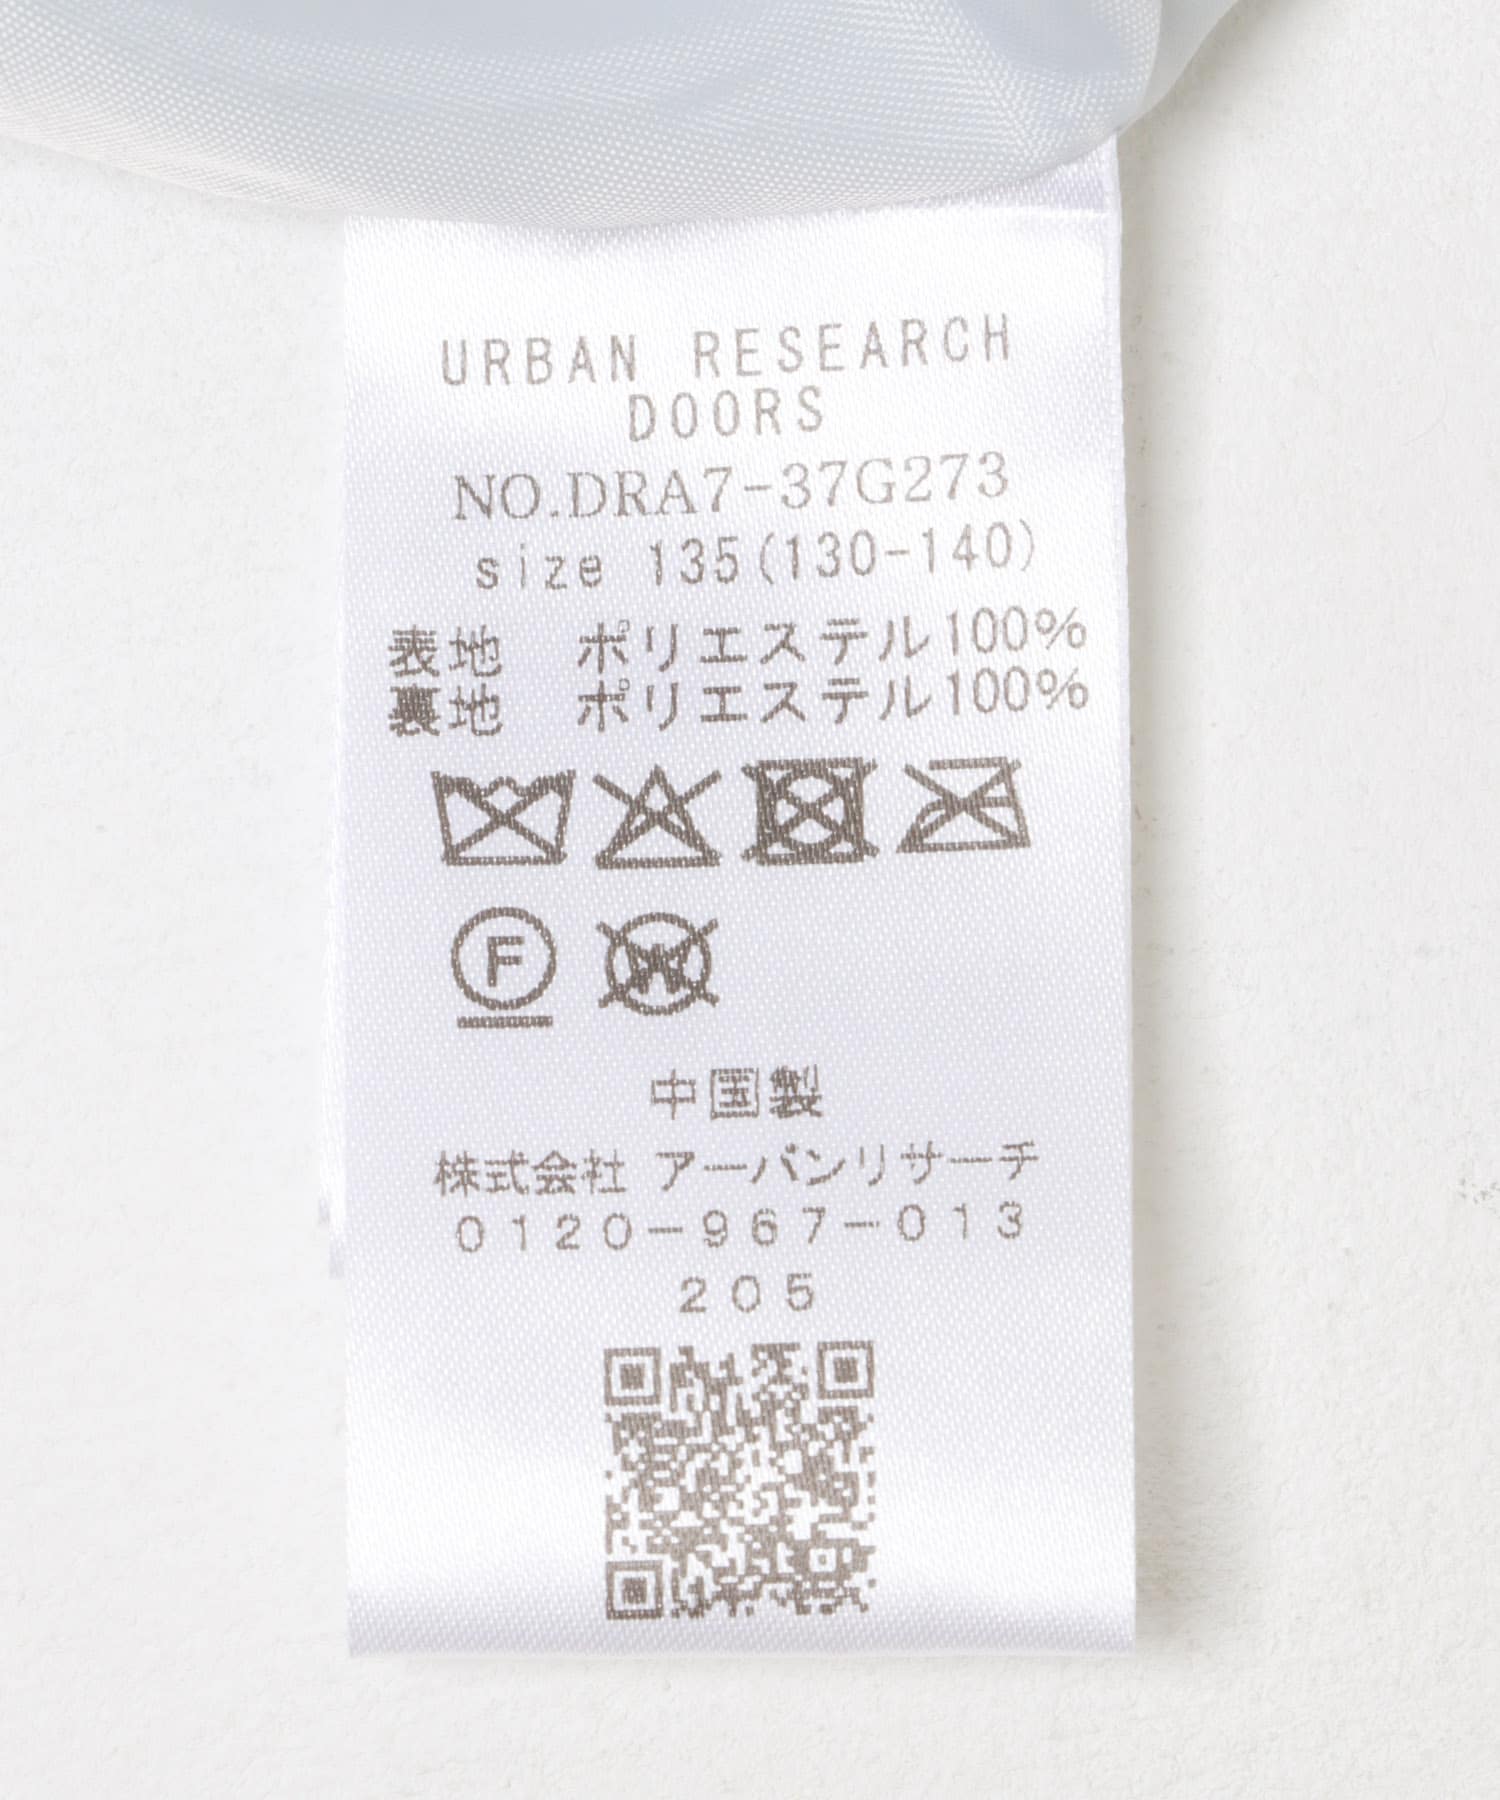 URBAN RESEARCH
DOORS
NO.DRA7-37G273
size 135(130-140)
表地 ポリエステル100%
裏地 ポリエステル100%
F
W
中国製
株式会社 アーバンリサーチ
0120-967-013
205